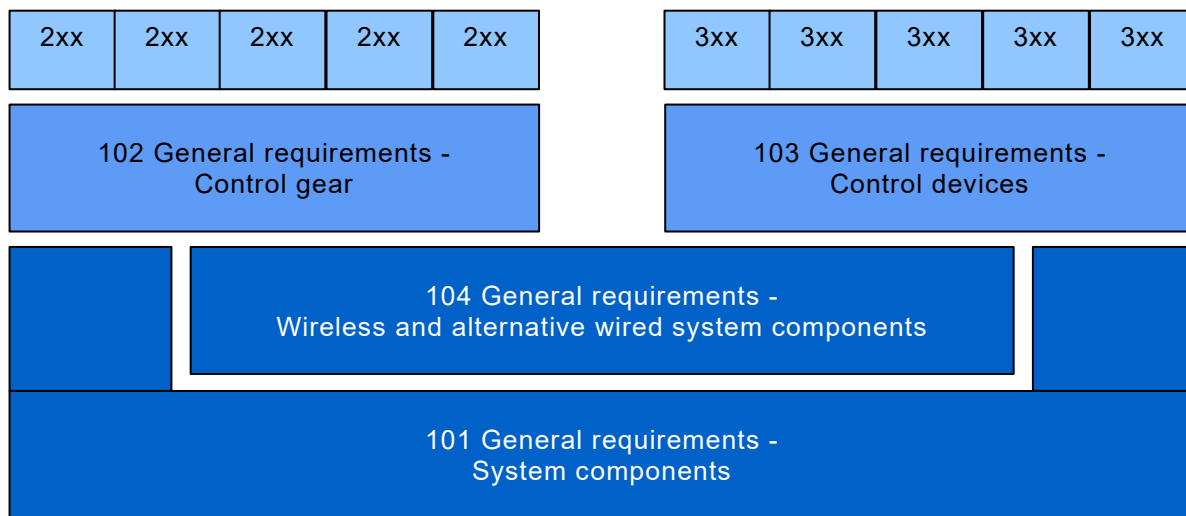 2xx 2xx 2xx 2xx 2xx 3xx 3xx 3xx 3xx 3xx
102 General requirements -
Control gear
103 General requirements -
Control devices
104 General requirements -
Wireless and alternative wired system components
101 General requirements -
System components